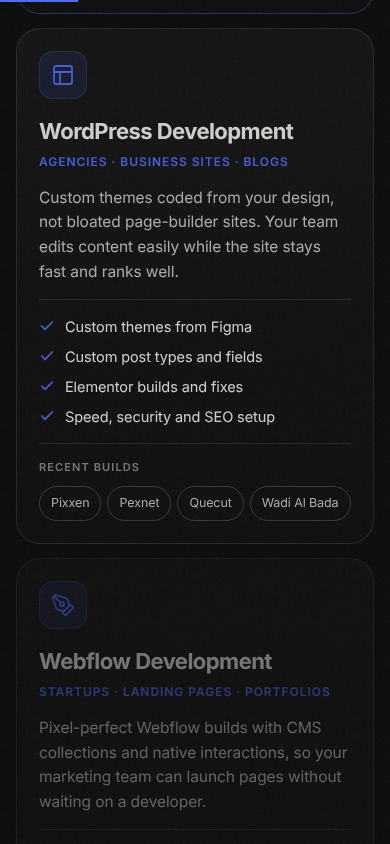 WordPress Development
AGENCIES · BUSINESS SITES · BLOGS
Custom themes coded from your design,
not bloated page-builder sites. Your team
edits content easily while the site stays
fast and ranks well.
Custom themes from Figma
Custom post types and fields
Elementor builds and fixes
Speed, security and SEO setup
RECENT BUILDS
Pixxen Pexnet Quecut Wadi Al Bada
Webflow Development
STARTUPS · LANDING PAGES · PORTFOLIOS
Pixel-perfect Webflow builds with CMS
collections and native interactions, so your
marketing team can launch pages without
waiting on a developer.